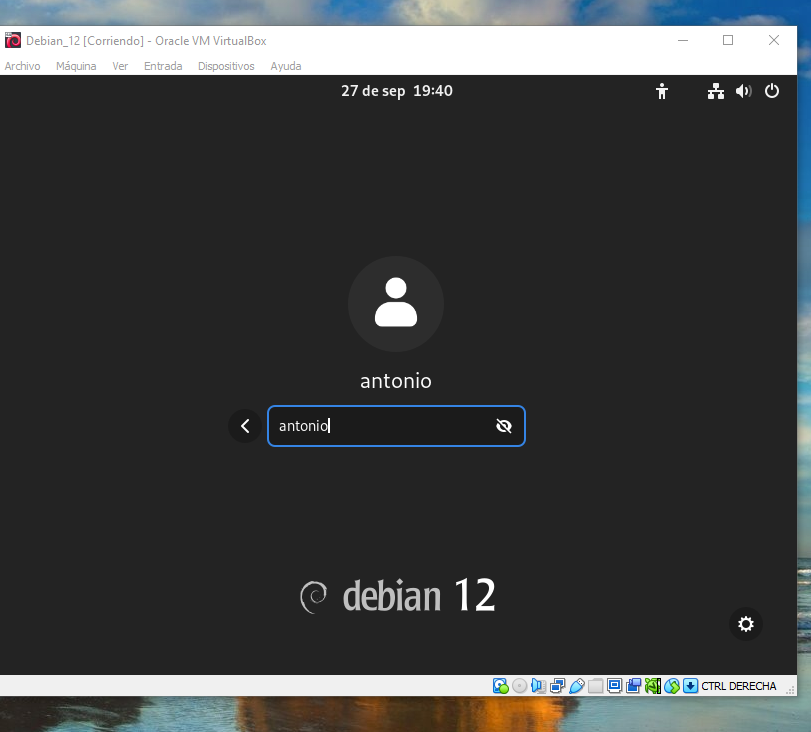 Debian_12 [Corriendo] - Oracle VM VirtualBox
Archivo Máquina Ver Entrada Dispositivos Ayuda
27 de sep 19:40
antonio
antonio
debian 12
CTRL DERECHA